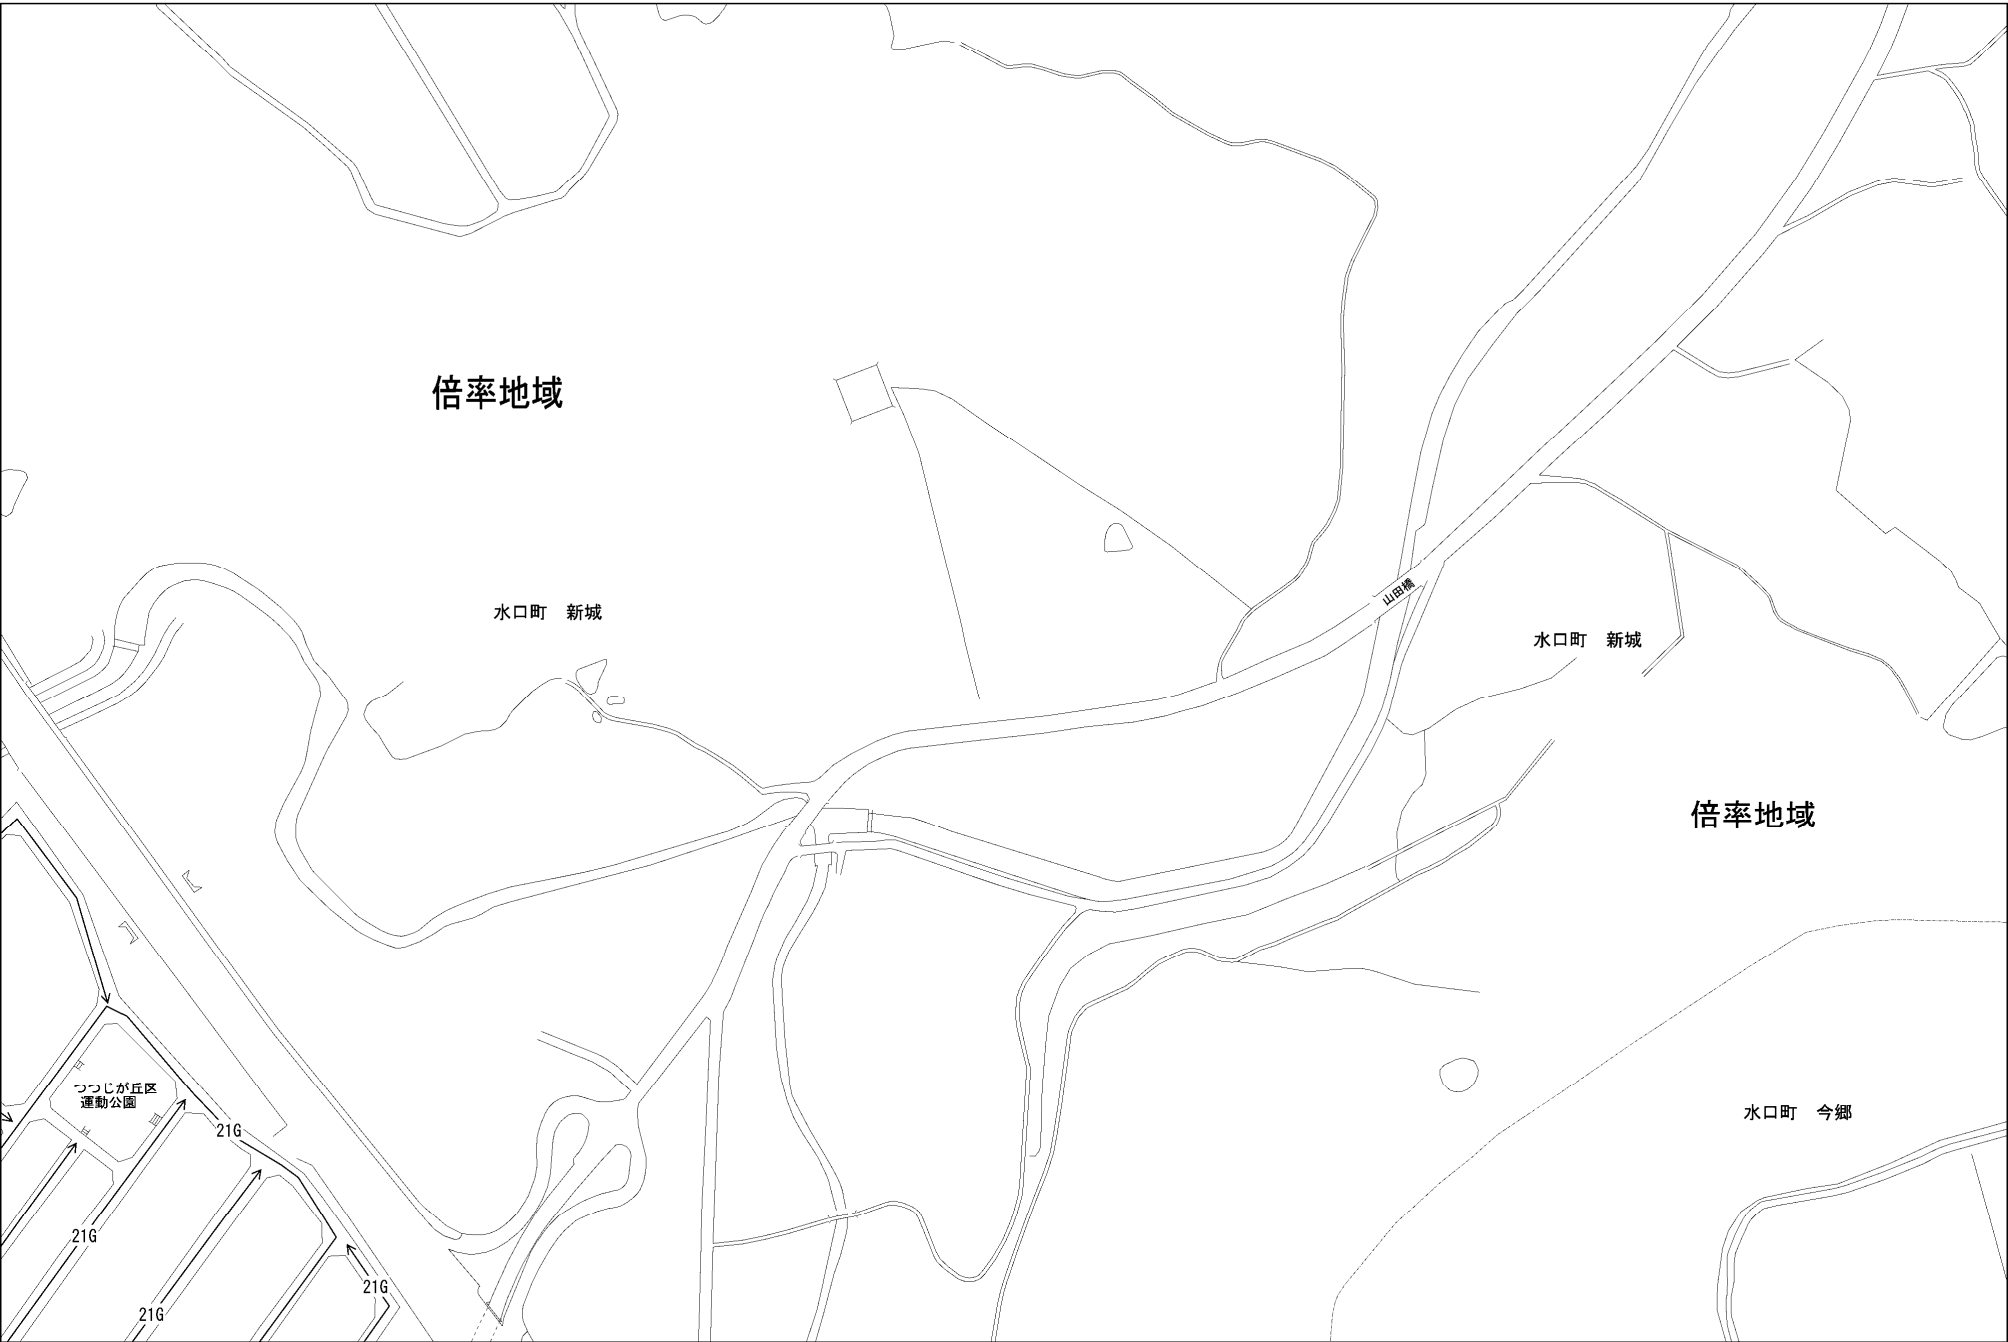 倍率地域
山田橋
水口町　新城
水口町　新城
倍率地域
つつじが丘区
運動公園
水口町　今郷
21G
21G
21G
21G